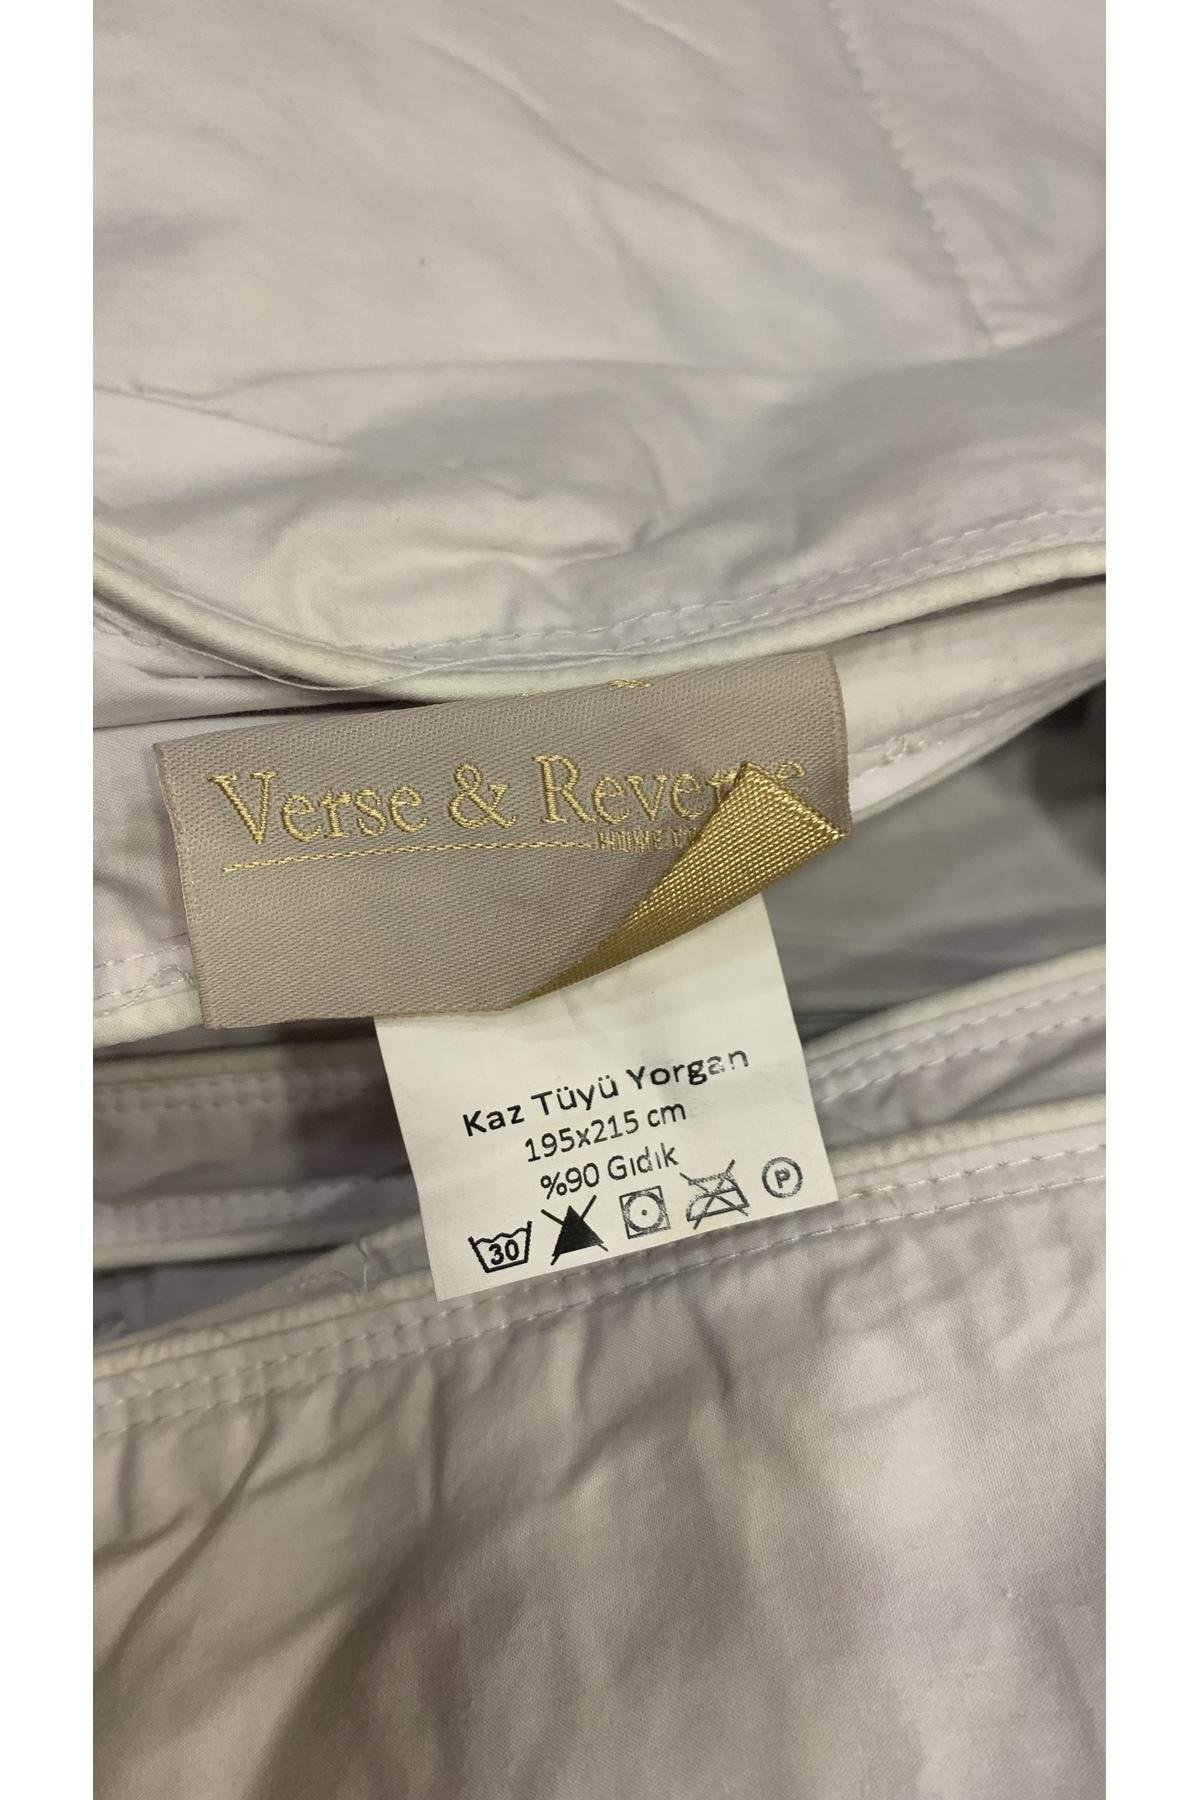 Verse & Reverse
Kaz Tüyü Yorgan
195x215 cm
%90 Gıdık
30
P